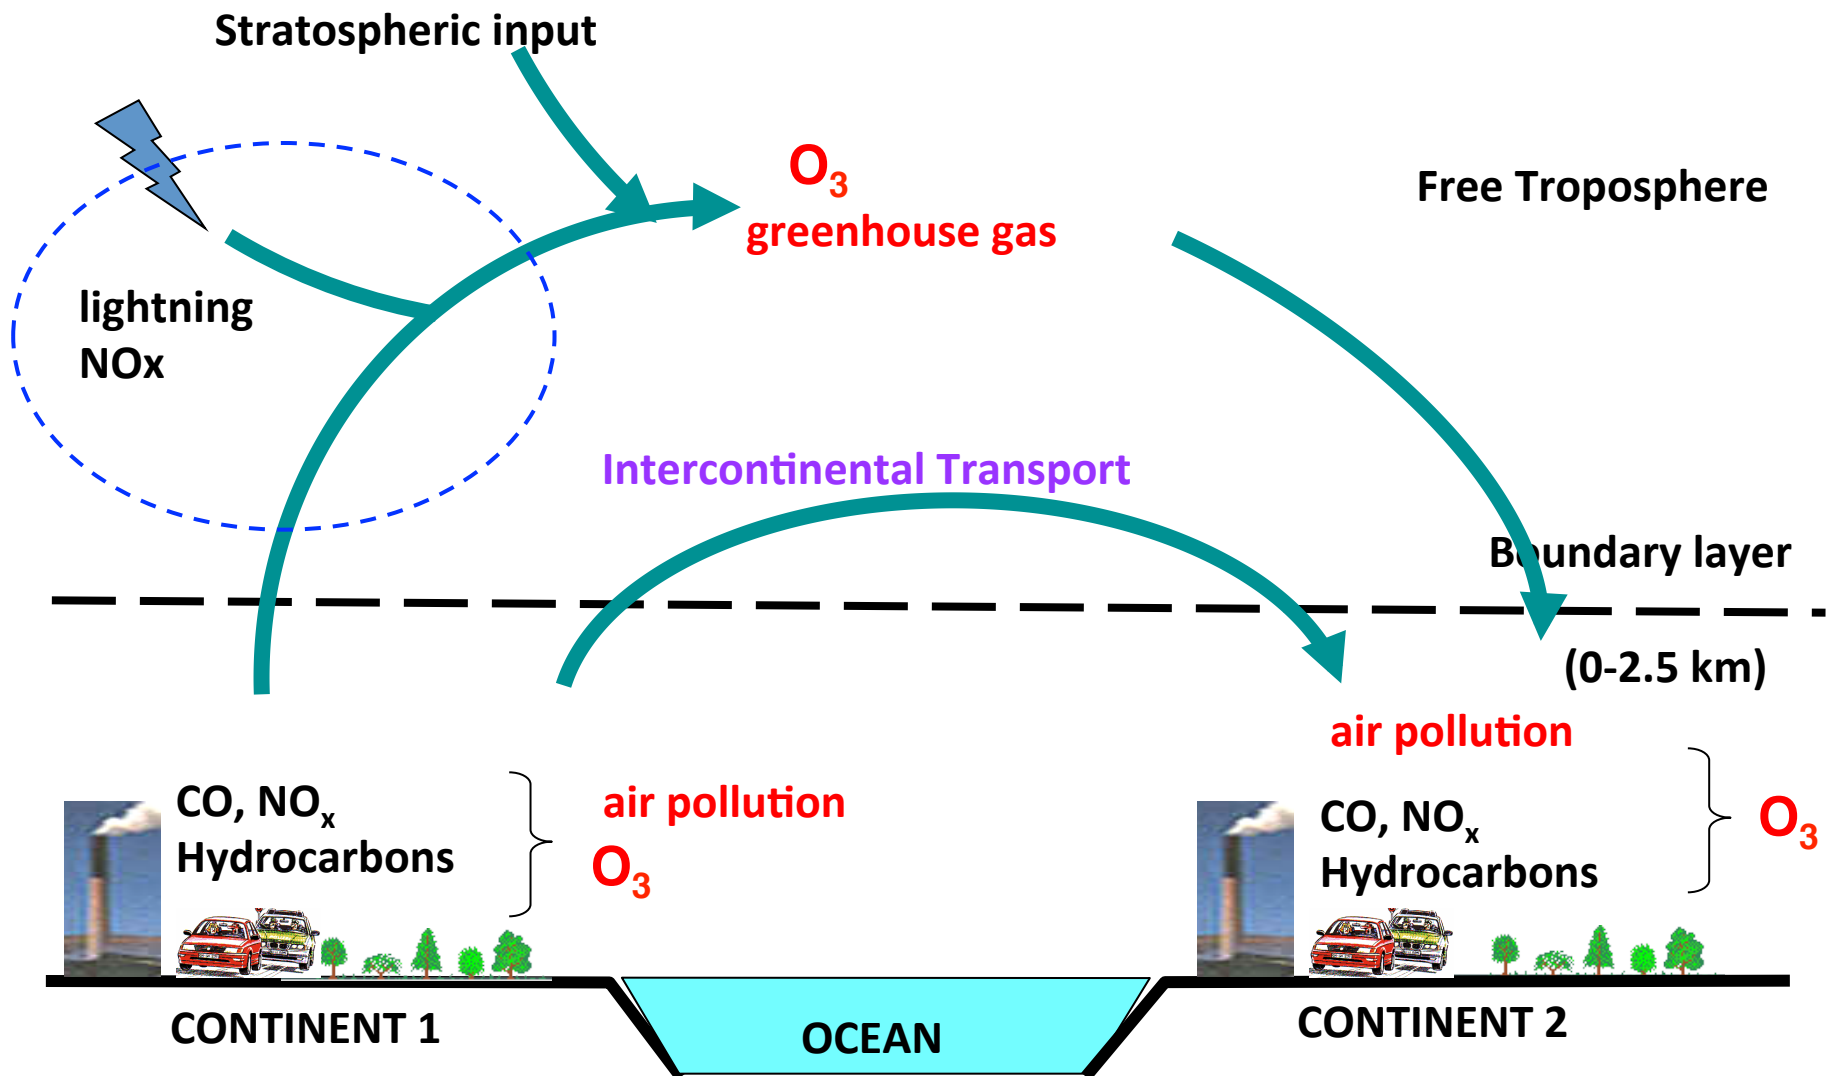 Stratospheric input
O3
greenhouse gas
Free Troposphere
lightning
NOx
Intercontinental Transport
Boundary layer
(0-2.5 km)
air pollution
CO, NOx
Hydrocarbons
air pollution
O3
CO, NOx
Hydrocarbons
O3
CONTINENT 1
OCEAN
CONTINENT 2